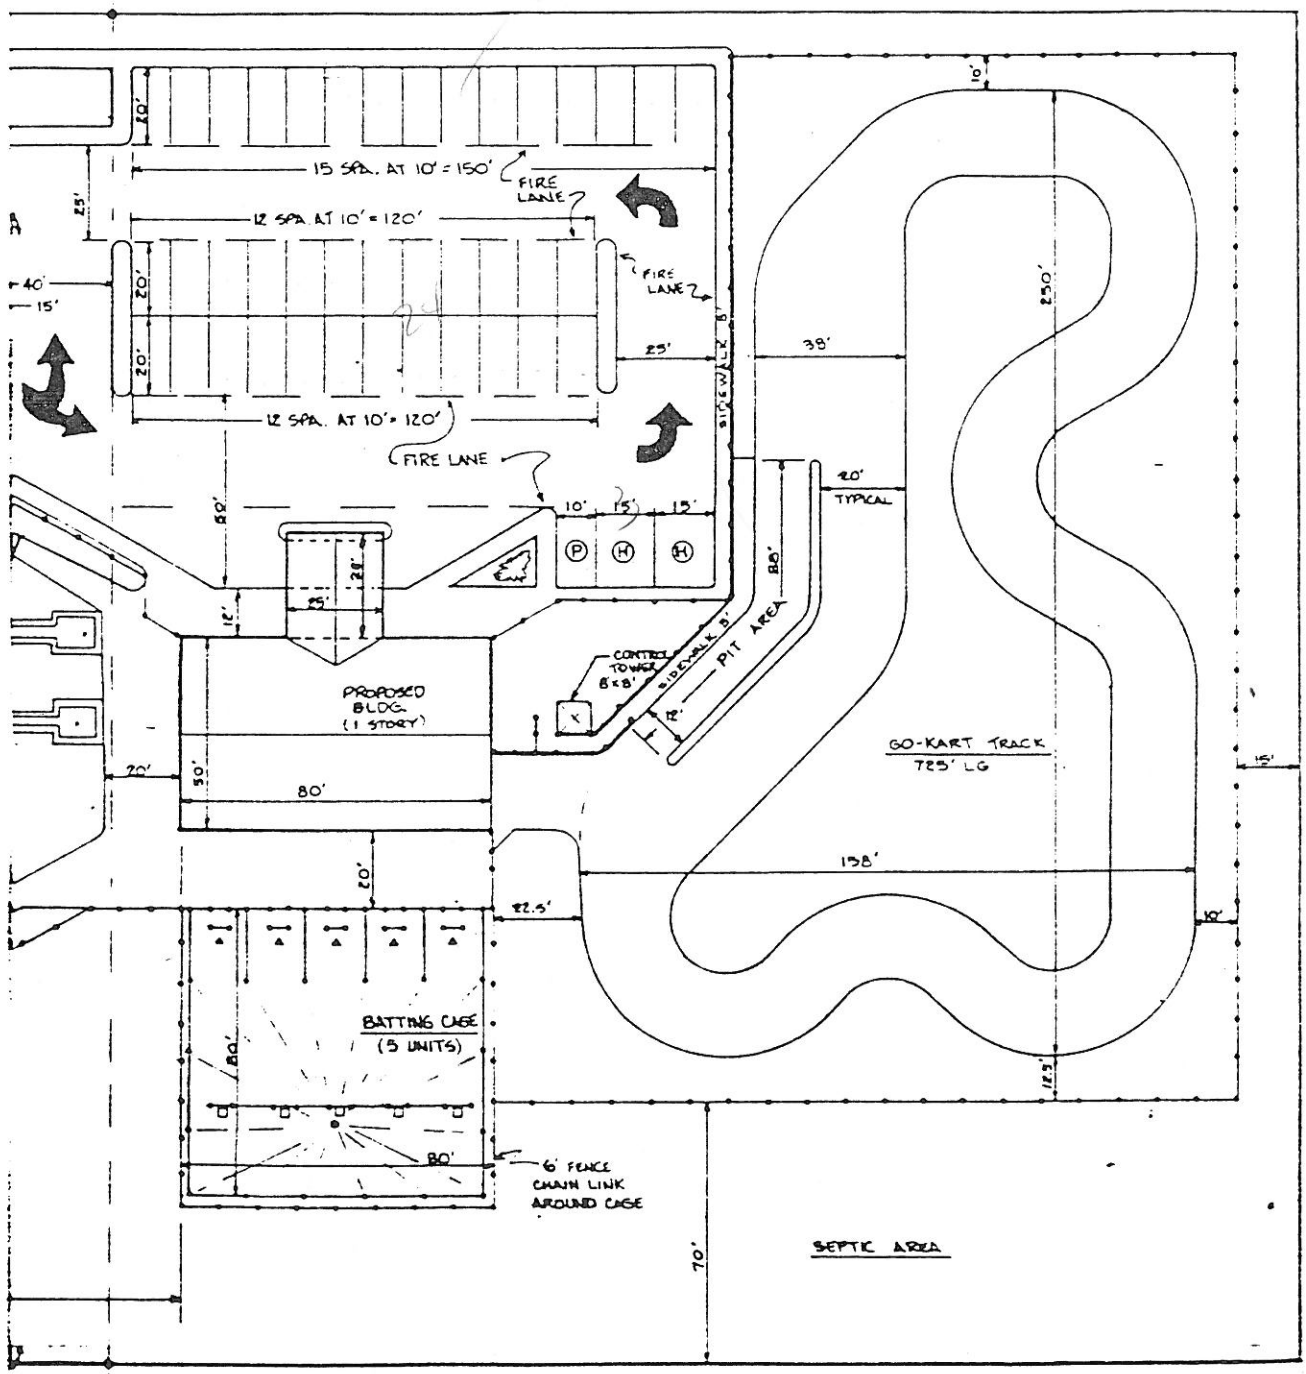 10'
20'
15 SPA. AT 10' = 150'
FIRE
LANE
25'
12 SPA. AT 10' = 120'
A
FIRE
LANE
40'
15'
20'
24
20'
25'
SIDEWALK 5'
38'
250'
12 SPA. AT 10' = 120'
FIRE LANE
60'
10'
15'
15'
20'
TYPICAL
P
H
H
88'
25'
12'
SIDEWALK 5'
PIT AREA
CONTROL
TOWER
8'x8'
12'
PROPOSED
BLDG.
(1 STORY)
GO-KART TRACK
725' LG
15'
20'
50'
80'
158'
20'
22.5'
10'
BATTING CAGE
(5 UNITS)
80'
12.5'
80'
6' FENCE
CHAIN LINK
AROUND CAGE
70'
SEPTIC AREA